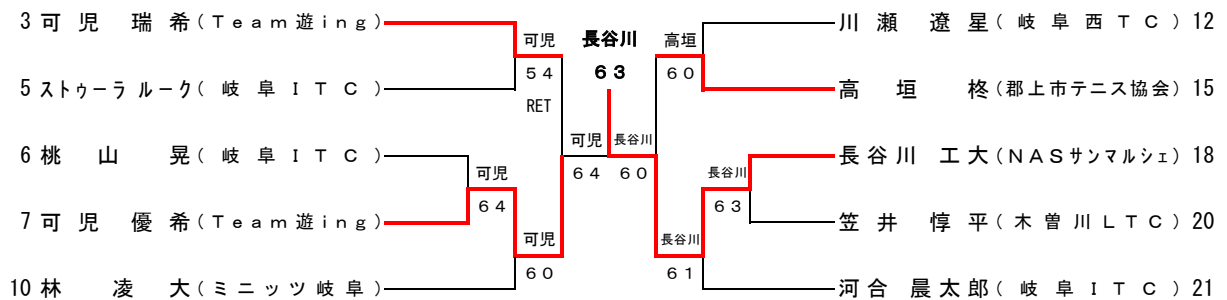 3 可 児 瑞 希 (Team遊ing)
可児
54
RET
5 ストゥーラ ルーク( 岐 阜 I T C )
6 桃 山 晃 ( 岐 阜 I T C )
可児
64
7 可 児 優 希 (Team遊ing)
可児
60
10 林 凌 大 (ミニッツ岐阜)
可児
64
長谷川
63
長谷川
60
高垣
60
川 瀬 遼 星 ( 岐 阜 西 T C ) 12
高 垣 柊 (郡上市テニス協会) 15
長谷川 工大 (NASサンマルシェ) 18
長谷川
63
笠 井 惇 平 ( 木 曽 川 L T C ) 20
長谷川
61
河合 晨太郎 ( 岐 阜 I T C ) 21